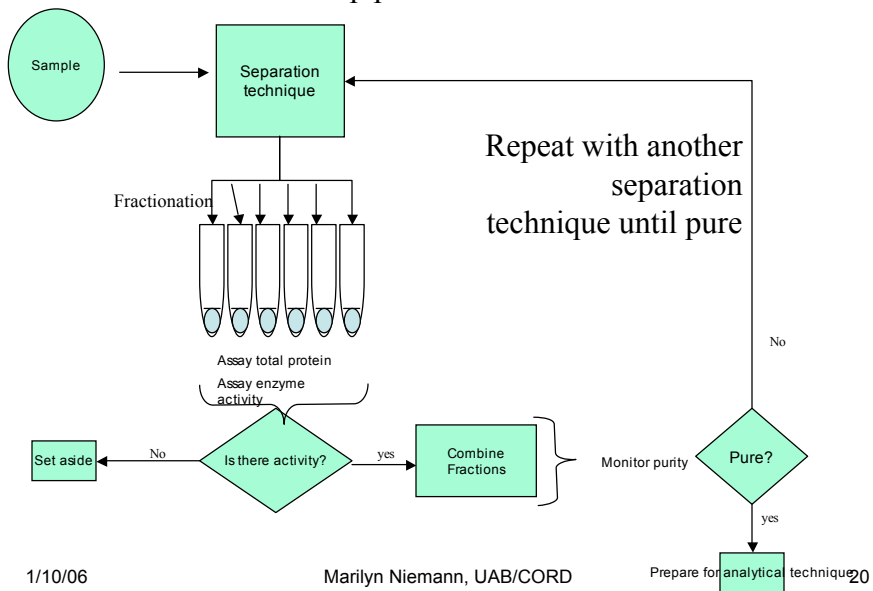 Sample
Separation
technique
Repeat with another
separation
technique until pure
Fractionation
No
Assay total protein
Assay enzyme
activity
Set aside
No
Is there activity?
yes
Combine
Fractions
Monitor purity
Pure?
yes
1/10/06
Marilyn Niemann, UAB/CORD
Prepare for analytical technique
20